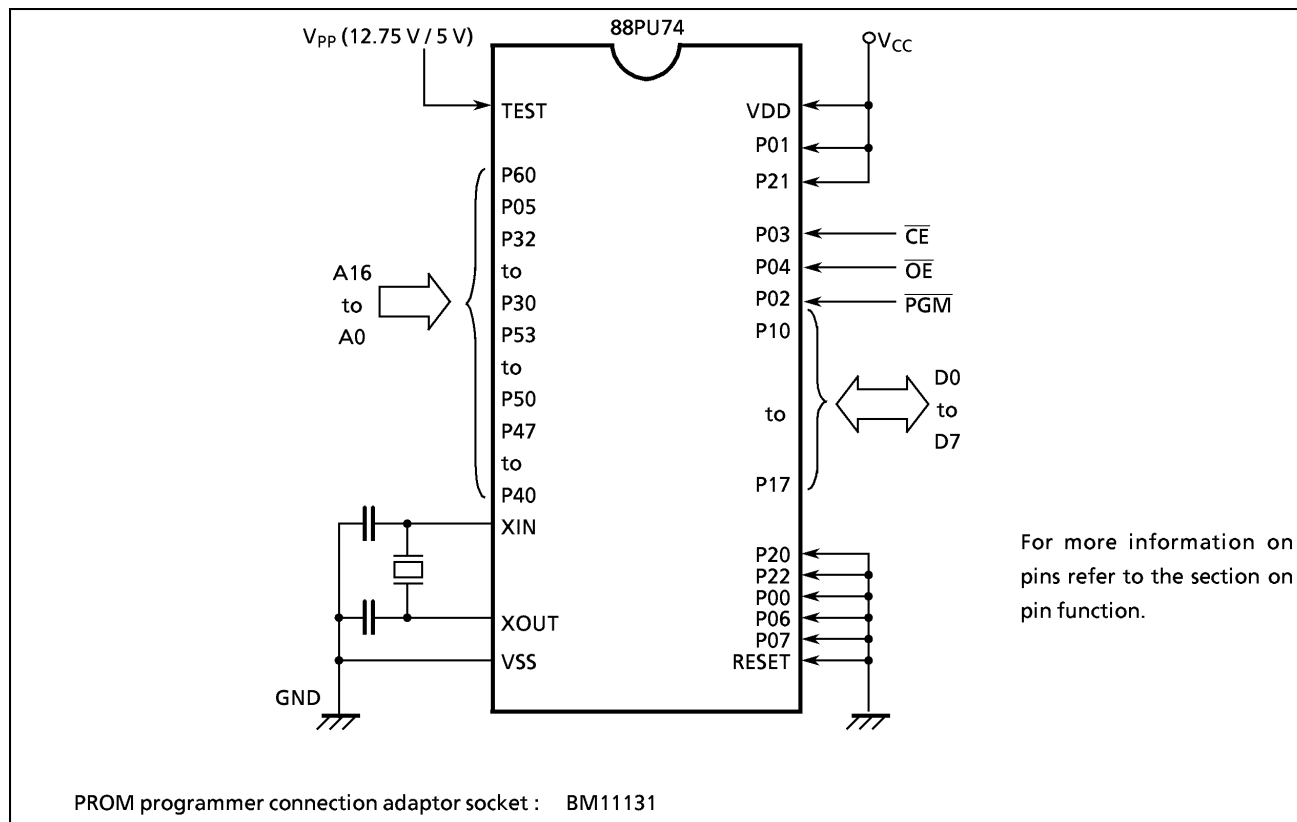 88PU74
VPP (12.75 V / 5 V)
VCC
TEST
VDD
P01
P21
P60
P05
P32
to
P30
P53
to
P50
P47
to
P40
A16
to
A0
P03
CE
P04
OE
P02
PGM
P10
to
P17
D0
to
D7
XIN
XOUT
VSS
GND
P20
P22
P00
P06
P07
RESET
For more information on
pins refer to the section on
pin function.
PROM programmer connection adaptor socket : BM11131